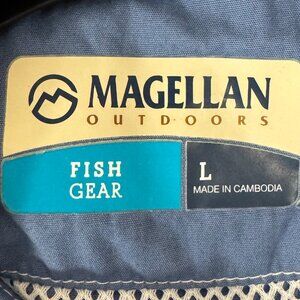 MAGELLAN
OUTDOORS
FISH
GEAR
L
MADE IN CAMBODIA